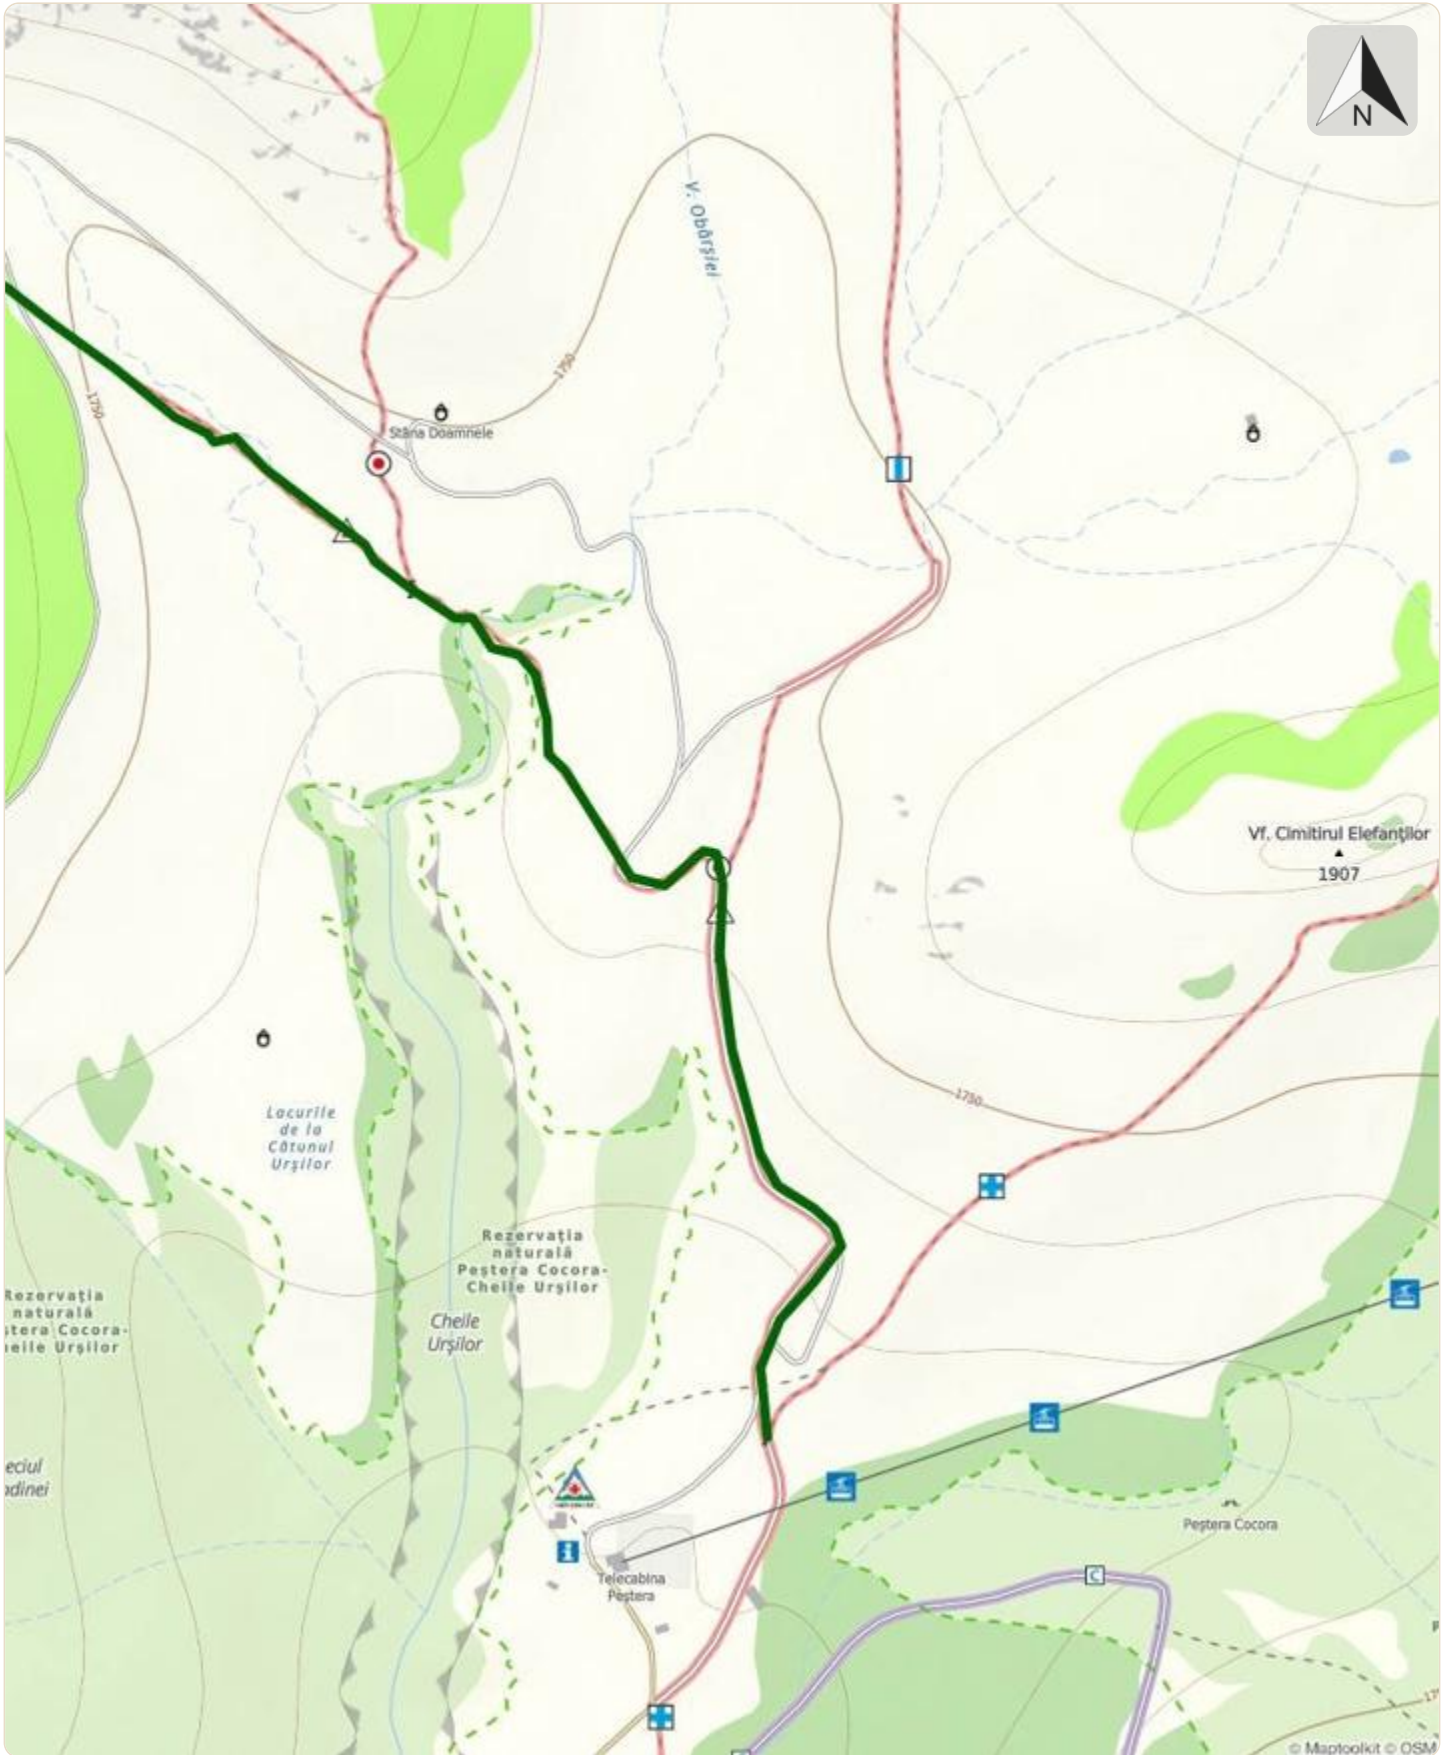 N
V. Obârșiei
1750
1750
Stâna Doamnele
Vf. Cimitirul Elefanților
1907
1750
Lacurile
de la
Cătunul
Urșilor
Rezervația
naturală
Peștera Cocora-
Cheile Urșilor
Rezervația
naturală
stera Cocora-
heile Urșilor
Cheile
Urșilor
eciul
dinei
Peștera Cocora
Telecabina
Peștera
C
© Maptoolkit © OSM